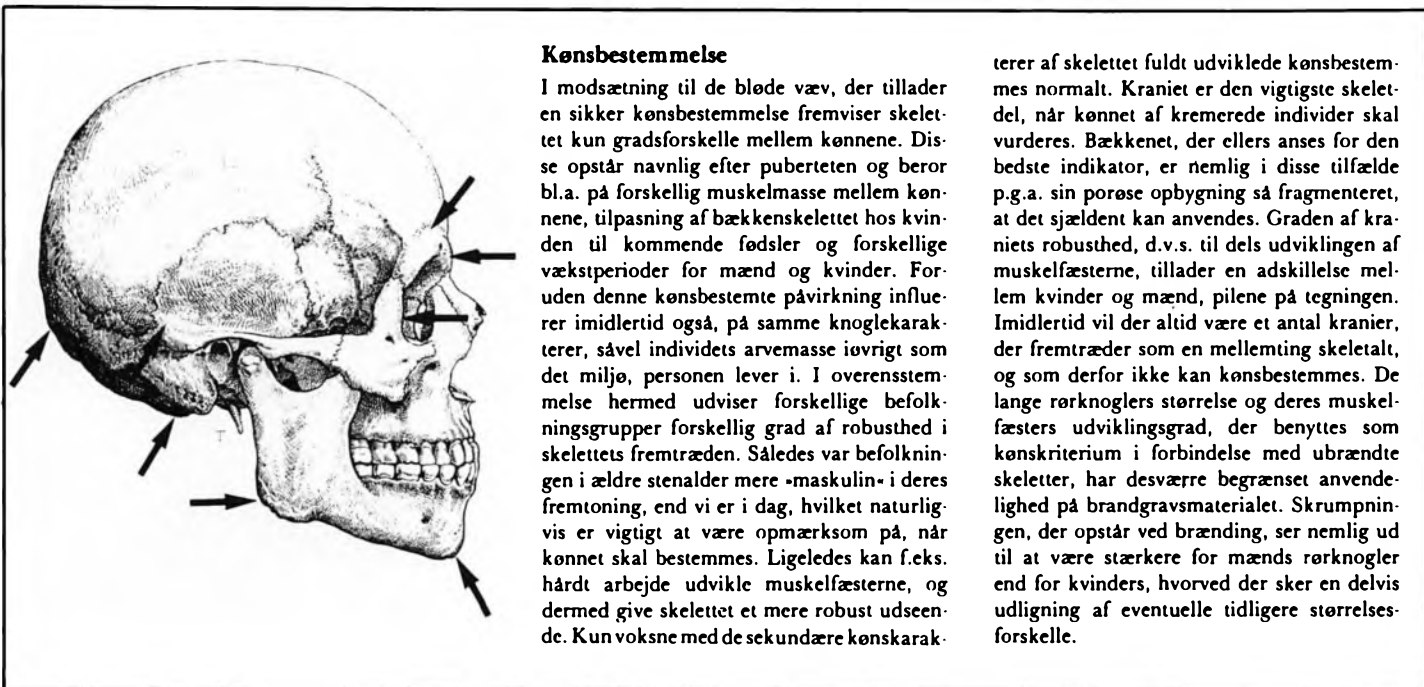 Kønsbestemmelse
I modsætning til de bløde væv, der tillader
en sikker kønsbestemmelse fremviser skelet-
tet kun gradsforskelle mellem kønnene. Dis-
se opstår navnlig efter puberteten og beror
bl.a. på forskellig muskelmasse mellem køn-
nene, tilpasning af bækkenskelettet hos kvin-
den til kommende fødsler og forskellige
vækstperioder for mænd og kvinder. For-
uden denne kønsbestemte påvirkning influe-
rer imidlertid også, på samme knoglekarak-
terer, såvel individets arvemasse iøvrigt som
det miljø, personen lever i. I overensstem-
melse hermed udviser forskellige befolk-
ningsgrupper forskellig grad af robusthed i
skelettets fremtræden. Således var befolknin-
gen i ældre stenalder mere »maskulin« i deres
fremtoning, end vi er i dag, hvilket naturlig-
vis er vigtigt at være opmærksom på, når
kønnet skal bestemmes. Ligeledes kan f.eks.
hårdt arbejde udvikle muskelfæsterne, og
dermed give skelettet et mere robust udseen-
de. Kun voksne med de sekundære kønskarak-
terer af skelettet fuldt udviklede kønsbestem-
mes normalt. Kraniet er den vigtigste skelet-
del, når kønnet af kremerede individer skal
vurderes. Bækkenet, der ellers anses for den
bedste indikator, er nemlig i disse tilfælde
p.g.a. sin porøse opbygning så fragmenteret,
at det sjældent kan anvendes. Graden af kra-
niets robusthed, d.v.s. til dels udviklingen af
muskelfæsterne, tillader en adskillelse mel-
lem kvinder og mænd, pilene på tegningen.
Imidlertid vil der altid være et antal kranier,
der fremtræder som en mellemting skeletalt,
og som derfor ikke kan kønsbestemmes. De
lange rørknoglers størrelse og deres muskel-
fæsters udviklingsgrad, der benyttes som
kønskriterium i forbindelse med ubrændte
skeletter, har desværre begrænset anvende-
lighed på brandgravsmaterialet. Skrumpnin-
gen, der opstår ved brænding, ser nemlig ud
til at være stærkere for mænds rørknogler
end for kvinders, hvorved der sker en delvis
udligning af eventuelle tidligere størrelses-
forskelle.